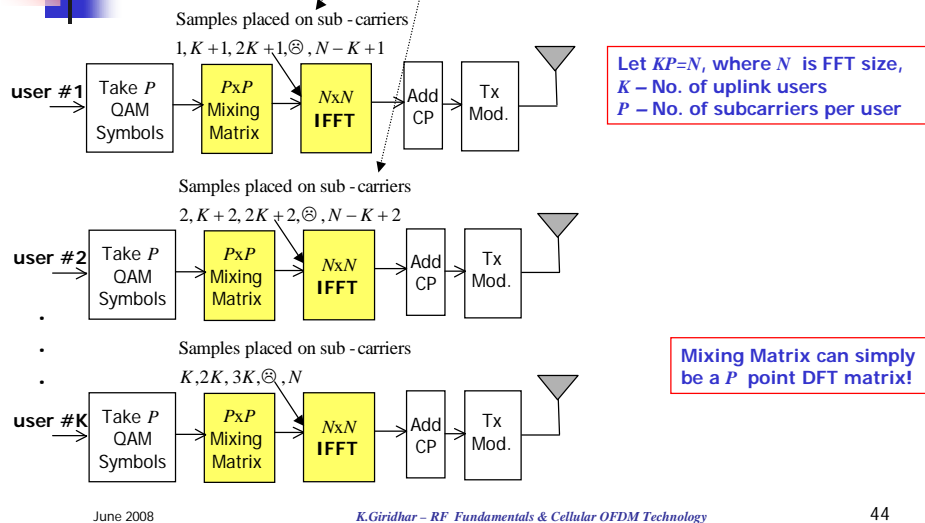 Samples placed on sub - carriers
1, K + 1, 2K + 1, ☹ , N − K + 1
user #1
Take P
QAM
Symbols
PxP
Mixing
Matrix
NxN
IFFT
Add
CP
Tx
Mod.
Let KP=N, where N is FFT size,
K – No. of uplink users
P – No. of subcarriers per user
Samples placed on sub - carriers
2, K + 2, 2K + 2, ☹ , N − K + 2
user #2
Take P
QAM
Symbols
PxP
Mixing
Matrix
NxN
IFFT
Add
CP
Tx
Mod.
.
.
.
Samples placed on sub - carriers
K, 2K, 3K, ☹ , N
Mixing Matrix can simply
be a P point DFT matrix!
user #K
Take P
QAM
Symbols
PxP
Mixing
Matrix
NxN
IFFT
Add
CP
Tx
Mod.
June 2008
K.Giridhar – RF Fundamentals & Cellular OFDM Technology
44